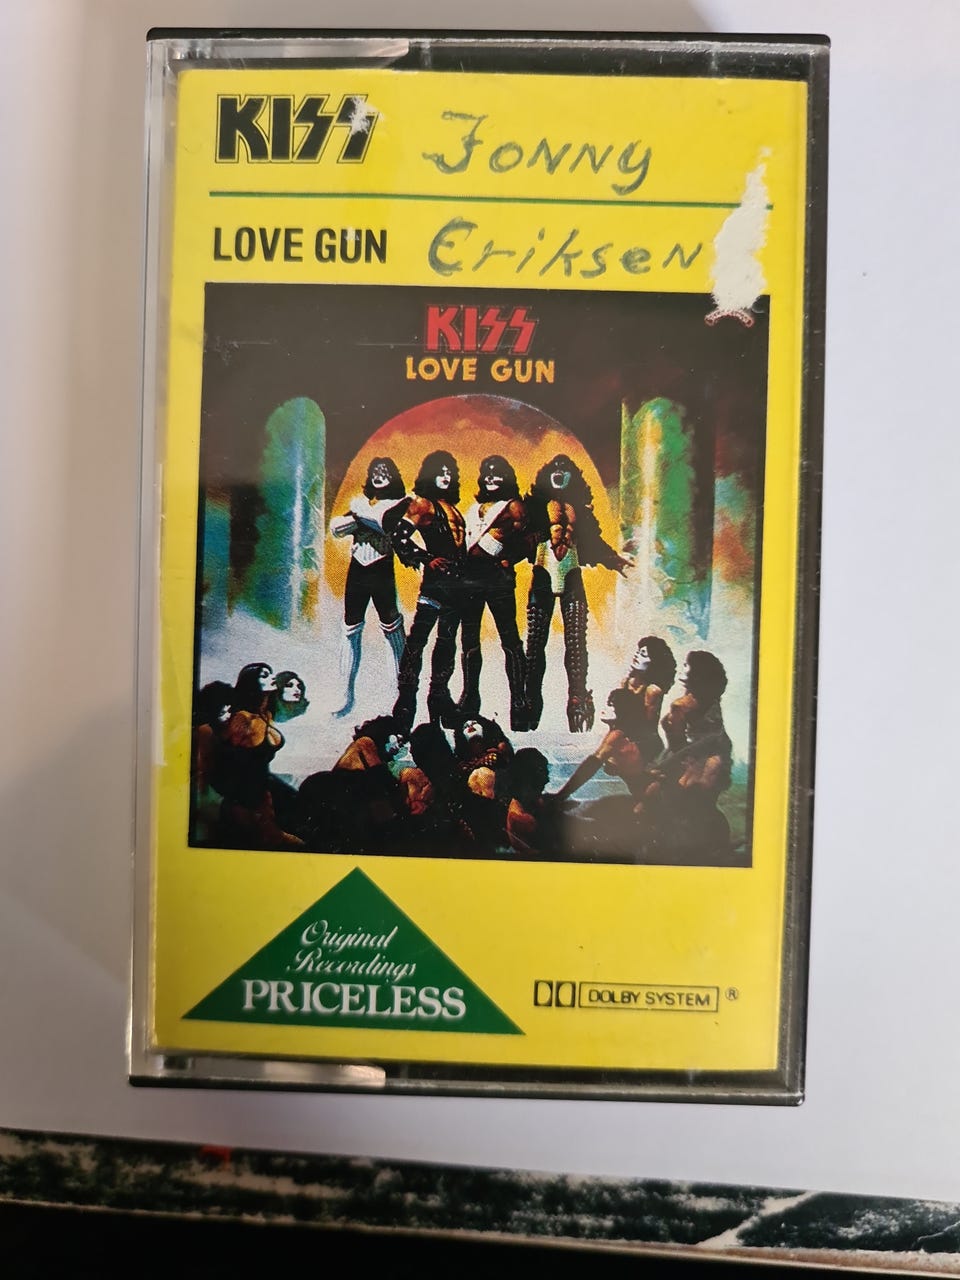 KISS Jonny
LOVE GUN Eriksen
KISS
LOVE GUN
Original
Recordings
PRICELESS
DOLBY SYSTEM ®